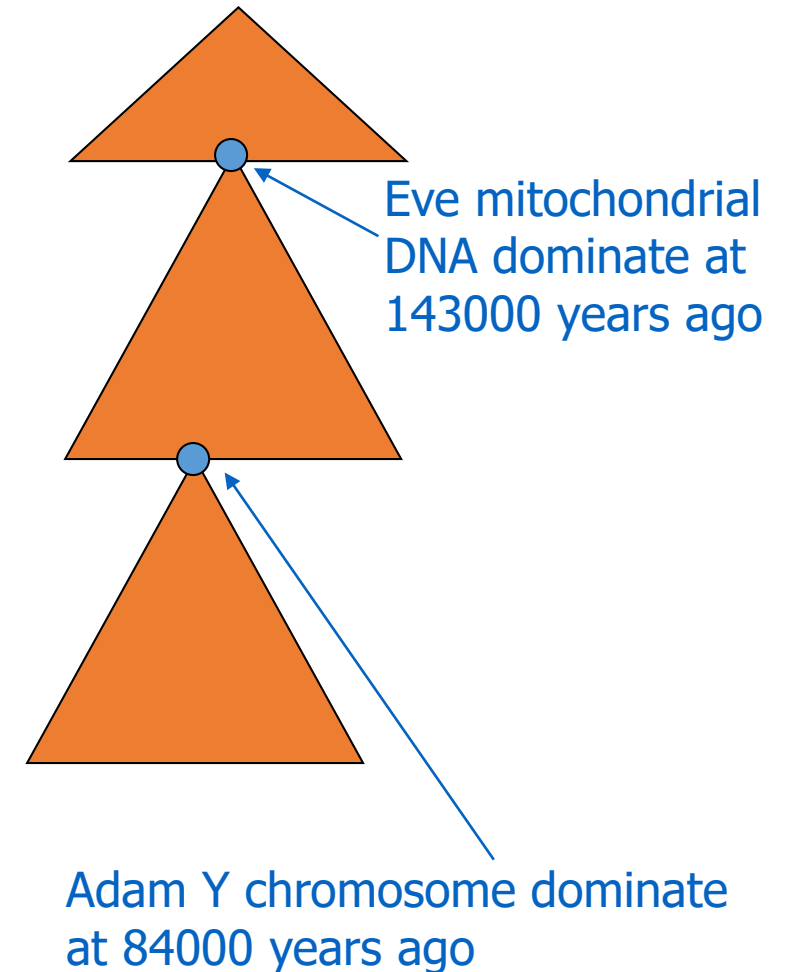 Eve mitochondrial
DNA dominate at
143000 years ago
Adam Y chromosome dominate
at 84000 years ago